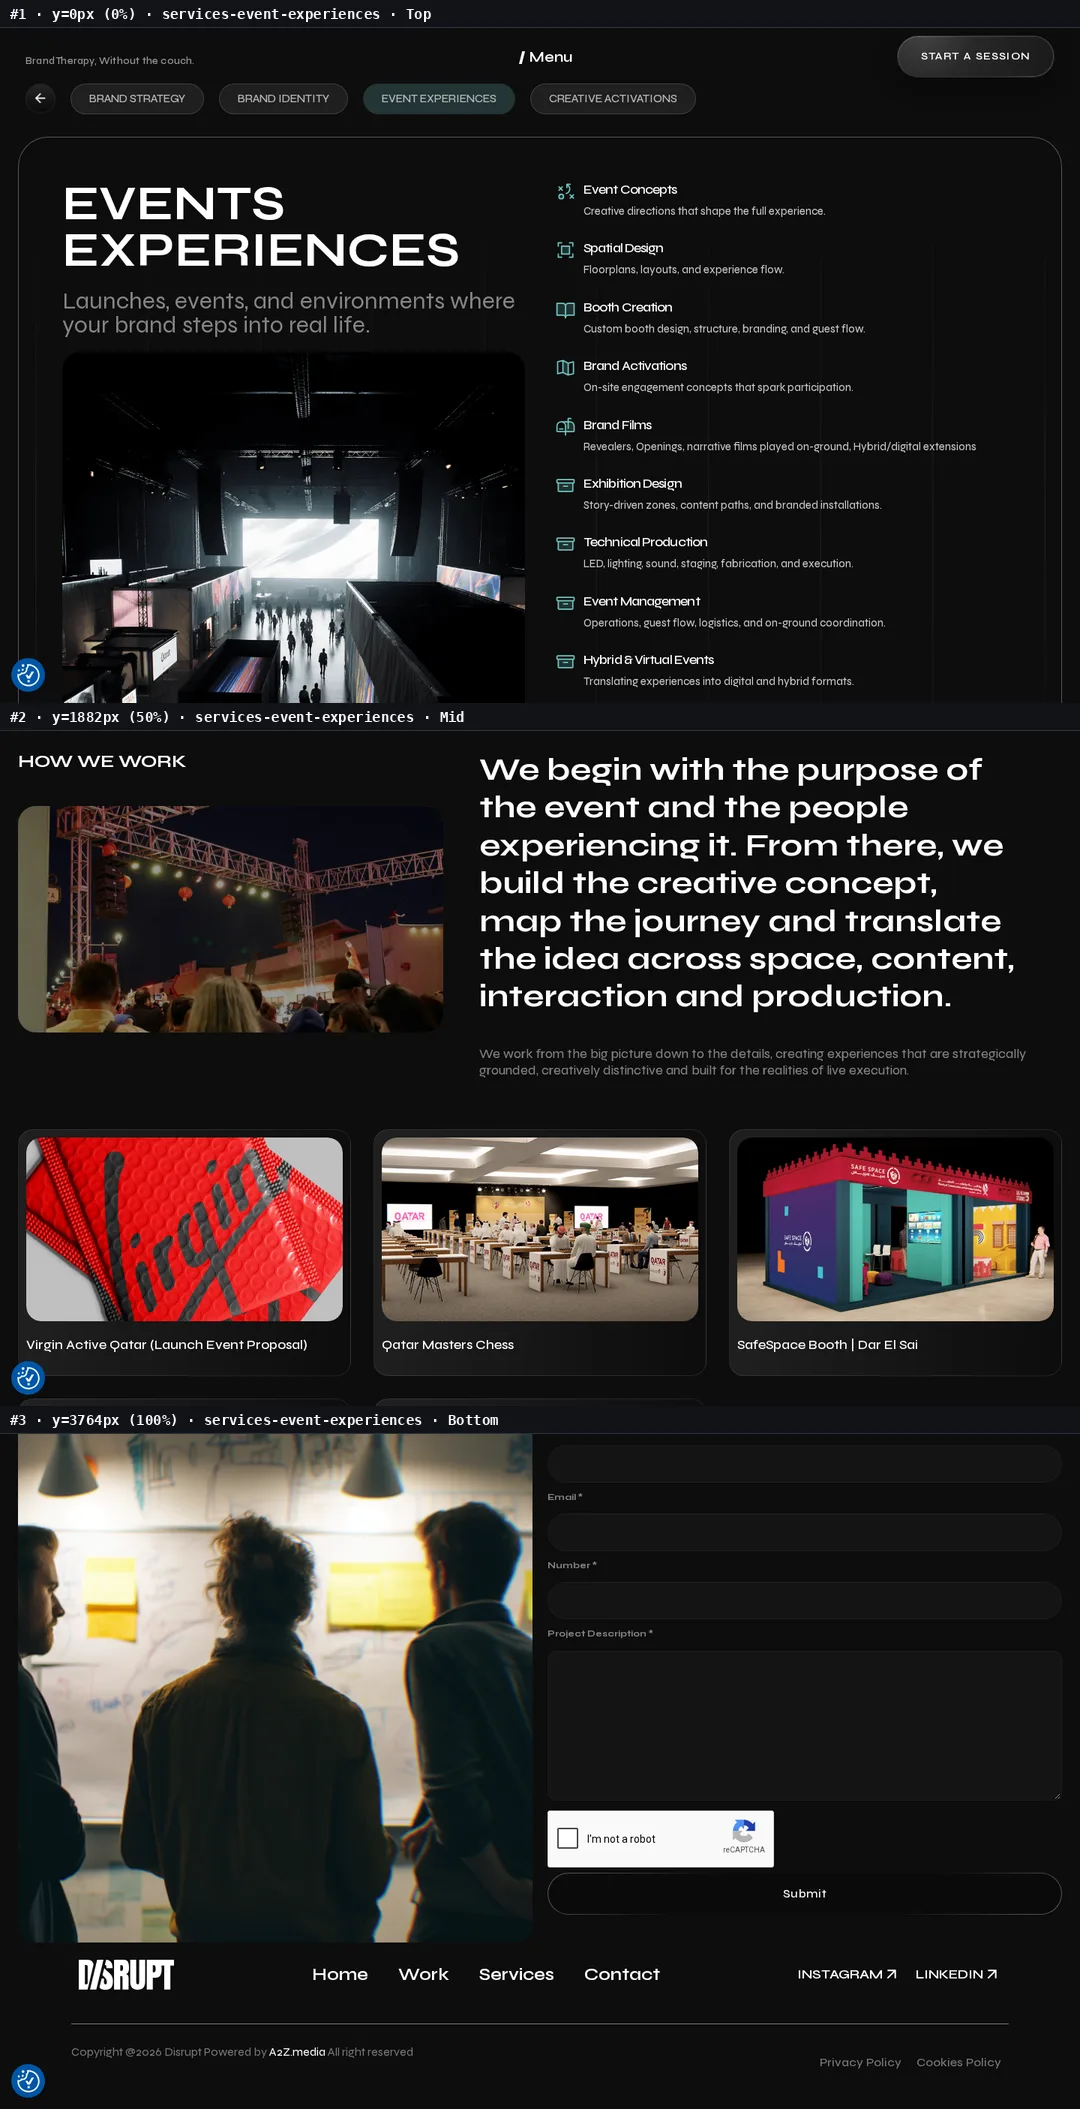 #1 · y=0px (0%) · services-event-experiences · Top
Brand Therapy, Without the couch.
/ Menu
START A SESSION
BRAND STRATEGY
BRAND IDENTITY
EVENT EXPERIENCES
CREATIVE ACTIVATIONS
EVENTS
EXPERIENCES
Launches, events, and environments where
your brand steps into real life.
Event Concepts
Creative directions that shape the full experience.
Spatial Design
Floorplans, layouts, and experience flow.
Booth Creation
Custom booth design, structure, branding, and guest flow.
Brand Activations
On-site engagement concepts that spark participation.
Brand Films
Revealers, Openings, narrative films played on-ground, Hybrid/digital extensions
Exhibition Design
Story-driven zones, content paths, and branded installations.
Technical Production
LED, lighting, sound, staging, fabrication, and execution.
Event Management
Operations, guest flow, logistics, and on-ground coordination.
Hybrid & Virtual Events
Translating experiences into digital and hybrid formats.
#2 · y=1882px (50%) · services-event-experiences · Mid
HOW WE WORK
We begin with the purpose of
the event and the people
experiencing it. From there, we
build the creative concept,
map the journey and translate
the idea across space, content,
interaction and production.
We work from the big picture down to the details, creating experiences that are strategically
grounded, creatively distinctive and built for the realities of live execution.
Virgin
QATAR
QATAR
QATAR
QATAR
SAFE SPACE
SAFE SPACE
Virgin Active Qatar (Launch Event Proposal)
Qatar Masters Chess
SafeSpace Booth | Dar El Sai
#3 · y=3764px (100%) · services-event-experiences · Bottom
Email *
Number *
Project Description *
I'm not a robot
reCAPTCHA
Submit
DISRUPT
Home
Work
Services
Contact
INSTAGRAM
LINKEDIN
Copyright @2026 Disrupt Powered by A2Z.media All right reserved
Privacy Policy
Cookies Policy